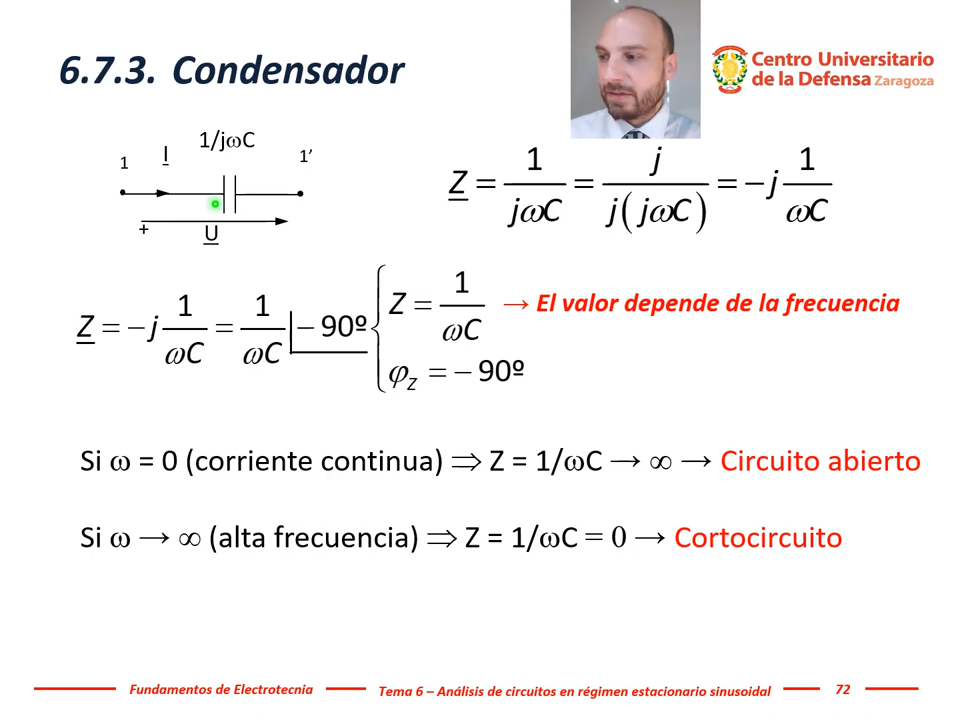 6.7.3. Condensador
Centro Universitario
de la Defensa Zaragoza
1/jωC
1 I 1'
+ U
Z = 1/jωC = j/j(jωC) = −j 1/ωC
Z = −j 1/ωC = 1/ωC |−90º { Z = 1/ωC → El valor depende de la frecuencia
φZ = −90º
Si ω = 0 (corriente continua) ⇒ Z = 1/ωC → ∞ → Circuito abierto
Si ω → ∞ (alta frecuencia) ⇒ Z = 1/ωC = 0 → Cortocircuito
Fundamentos de Electrotecnia
Tema 6 – Análisis de circuitos en régimen estacionario sinusoidal
72